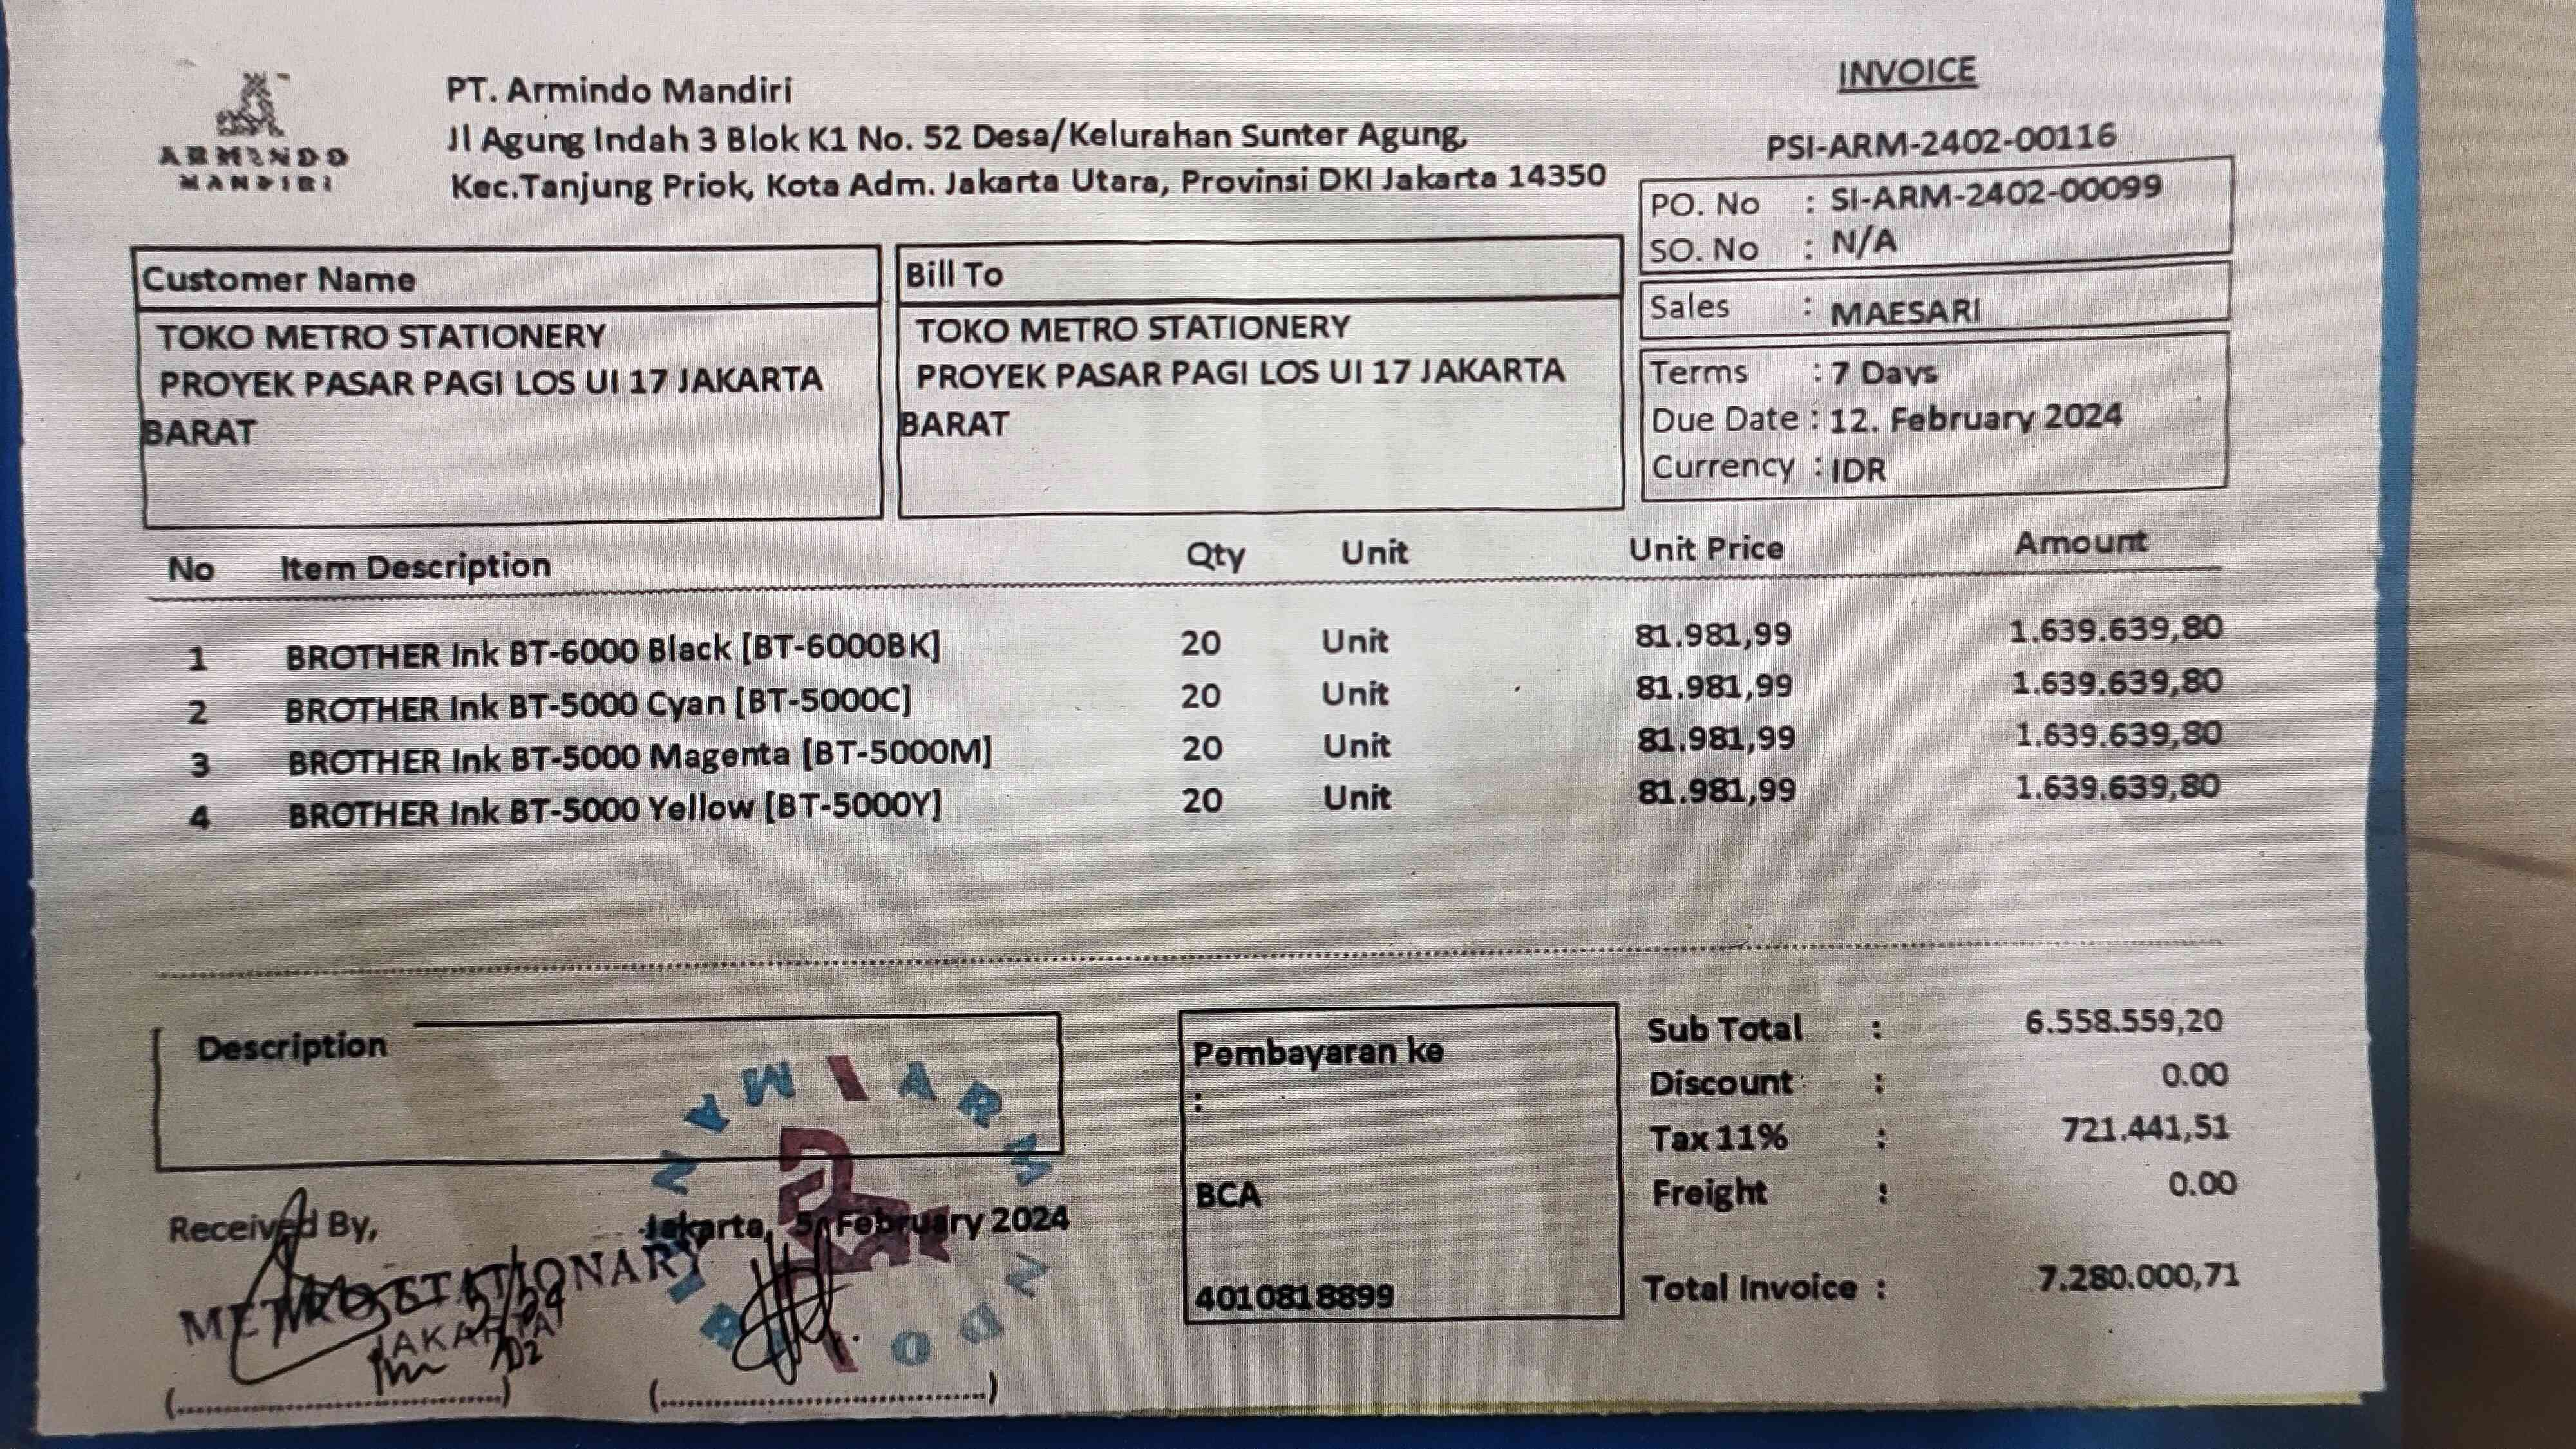 ARMINDO
MANDIRI
PT. Armindo Mandiri
Jl Agung Indah 3 Blok K1 No. 52 Desa/Kelurahan Sunter Agung,
Kec.Tanjung Priok, Kota Adm. Jakarta Utara, Provinsi DKI Jakarta 14350
INVOICE
PSI-ARM-2402-00116
PO. No : SI-ARM-2402-00099
SO. No : N/A
Sales : MAESARI
Terms : 7 Days
Due Date : 12. February 2024
Currency : IDR
Customer Name
TOKO METRO STATIONERY
PROYEK PASAR PAGI LOS UI 17 JAKARTA
BARAT
Bill To
TOKO METRO STATIONERY
PROYEK PASAR PAGI LOS UI 17 JAKARTA
BARAT
No Item Description Qty Unit Unit Price Amount
1 BROTHER Ink BT-6000 Black [BT-6000BK] 20 Unit 81.981,99 1.639.639,80
2 BROTHER Ink BT-5000 Cyan [BT-5000C] 20 Unit 81.981,99 1.639.639,80
3 BROTHER Ink BT-5000 Magenta [BT-5000M] 20 Unit 81.981,99 1.639.639,80
4 BROTHER Ink BT-5000 Yellow [BT-5000Y] 20 Unit 81.981,99 1.639.639,80
Description
Received By,
METRO STATIONARY
JAKARTA
Jakarta, 5 February 2024
ARMINDO MANDIRI
Pembayaran ke
:
BCA
4010818899
Sub Total : 6.558.559,20
Discount : 0.00
Tax 11% : 721.441,51
Freight : 0.00
Total Invoice : 7.280.000,71
(..............................)
(..............................)